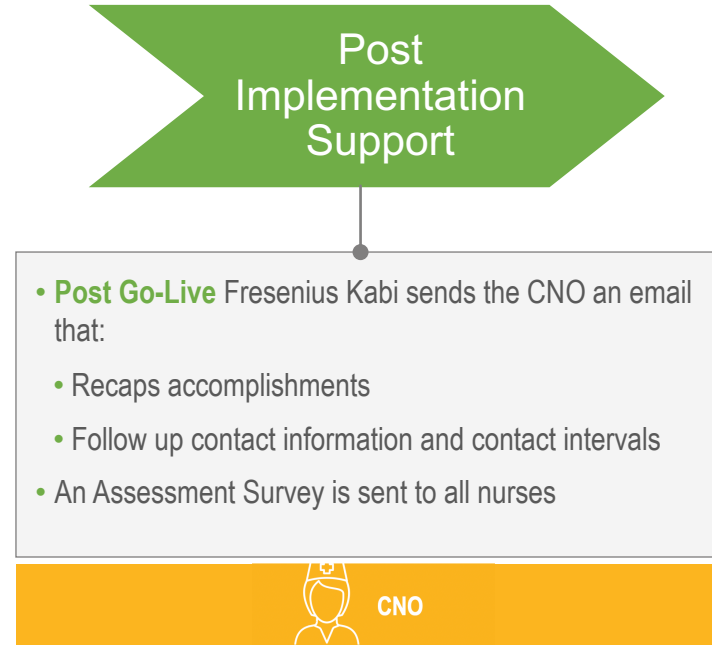 Post
Implementation
Support
• Post Go-Live Fresenius Kabi sends the CNO an email
that:
• Recaps accomplishments
• Follow up contact information and contact intervals
• An Assessment Survey is sent to all nurses
CNO